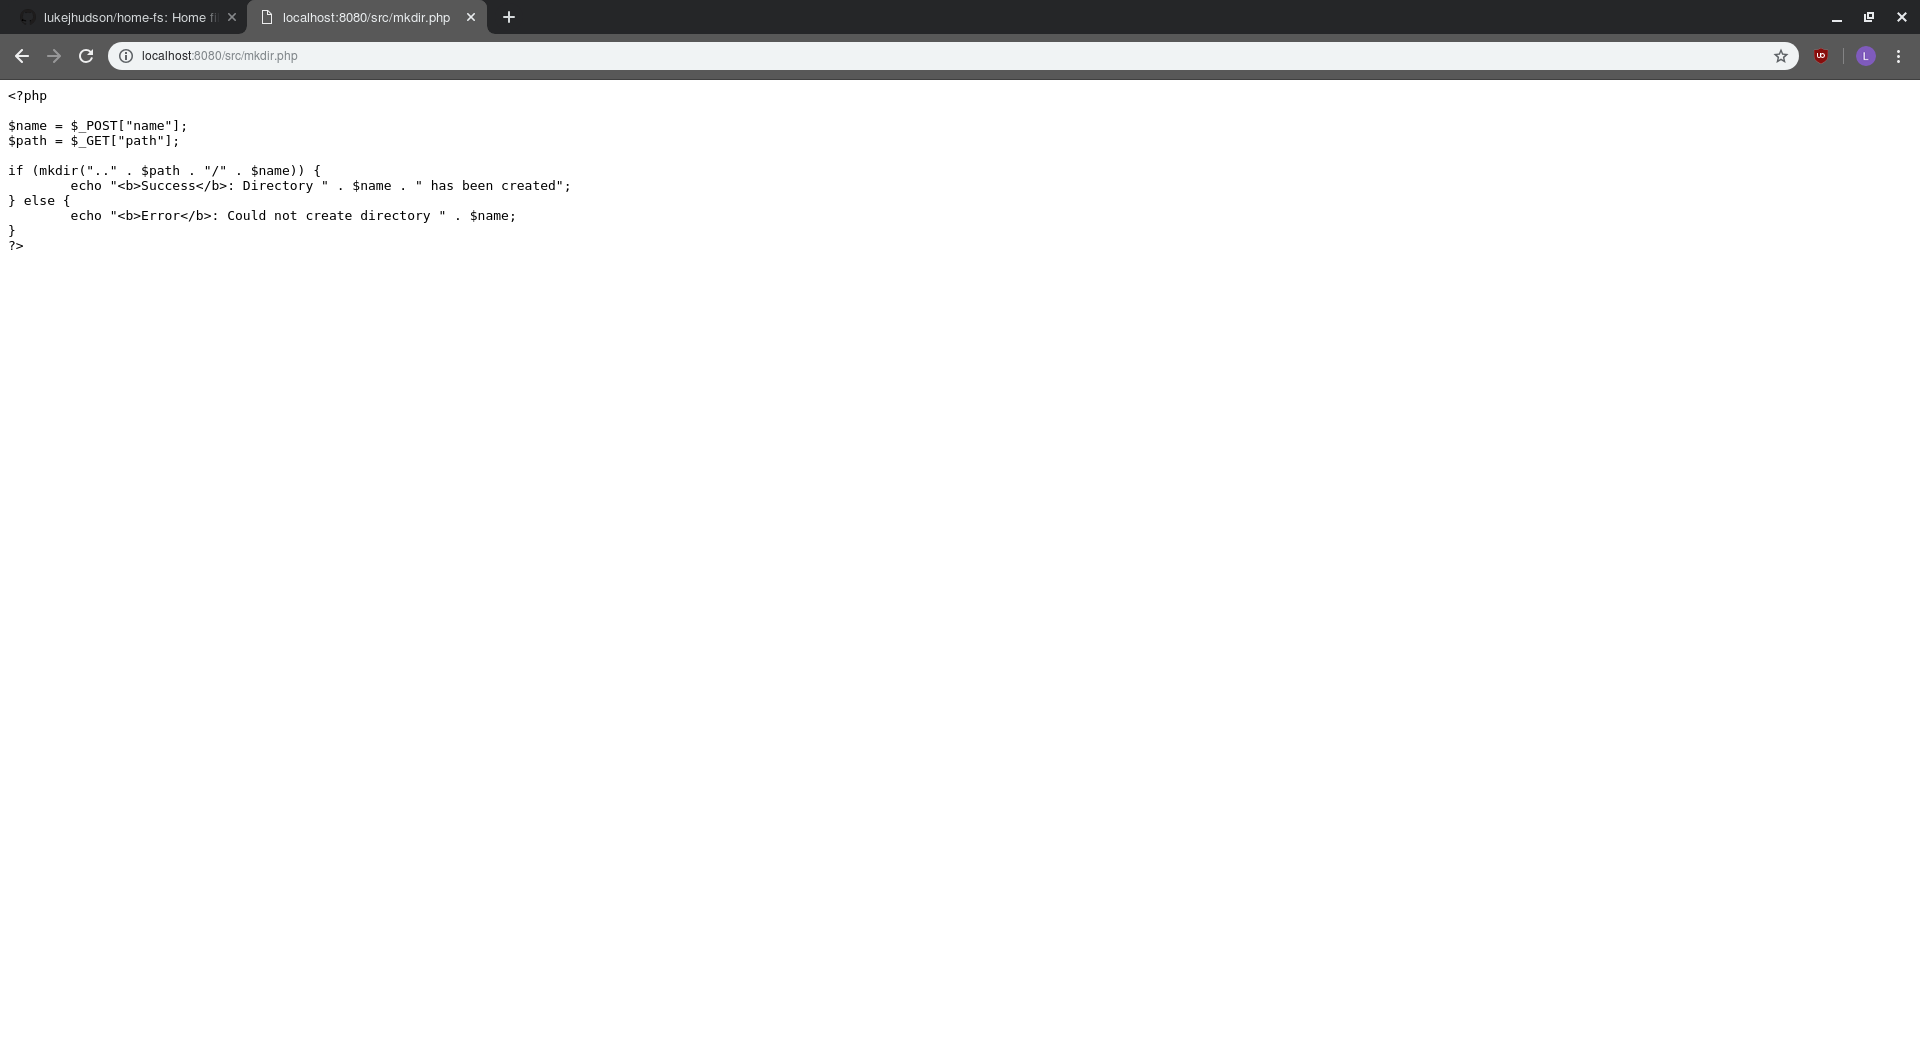 lukejhudson/home-fs: Home fi
localhost:8080/src/mkdir.php
localhost:8080/src/mkdir.php
L
<?php
$name = $_POST["name"];
$path = $_GET["path"];
if (mkdir(".." . $path . "/" . $name)) {
        echo "<b>Success</b>: Directory " . $name . " has been created";
} else {
        echo "<b>Error</b>: Could not create directory " . $name;
}
?>